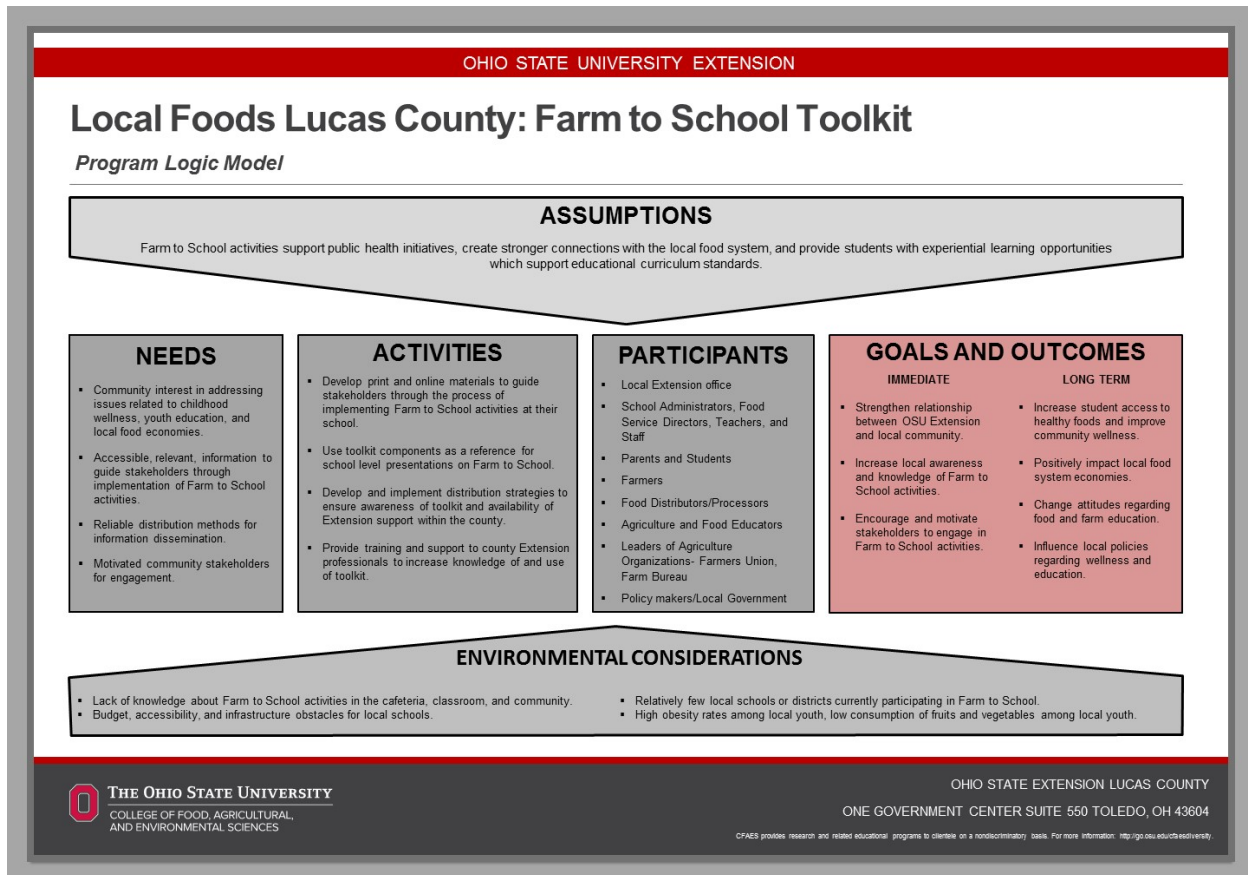 OHIO STATE UNIVERSITY EXTENSION
Local Foods Lucas County: Farm to School Toolkit
Program Logic Model
ASSUMPTIONS
Farm to School activities support public health initiatives, create stronger connections with the local food system, and provide students with experiential learning opportunities
which support educational curriculum standards.
NEEDS
▪ Community interest in addressing
issues related to childhood
wellness, youth education, and
local food economies.
▪ Accessible, relevant, information to
guide stakeholders through
implementation of Farm to School
activities.
▪ Reliable distribution methods for
information dissemination.
▪ Motivated community stakeholders
for engagement.
ACTIVITIES
▪ Develop print and online materials to guide
stakeholders through the process of
implementing Farm to School activities at their
school.
▪ Use toolkit components as a reference for
school level presentations on Farm to School.
▪ Develop and implement distribution strategies to
ensure awareness of toolkit and availability of
Extension support within the county.
▪ Provide training and support to county Extension
professionals to increase knowledge of and use
of toolkit.
PARTICIPANTS
▪ Local Extension office
▪ School Administrators, Food
Service Directors, Teachers, and
Staff
▪ Parents and Students
▪ Farmers
▪ Food Distributors/Processors
▪ Agriculture and Food Educators
▪ Leaders of Agriculture
Organizations- Farmers Union,
Farm Bureau
▪ Policy makers/Local Government
GOALS AND OUTCOMES
IMMEDIATE
▪ Strengthen relationship
between OSU Extension
and local community.
▪ Increase local awareness
and knowledge of Farm to
School activities.
▪ Encourage and motivate
stakeholders to engage in
Farm to School activities.
LONG TERM
▪ Increase student access to
healthy foods and improve
community wellness.
▪ Positively impact local food
system economies.
▪ Change attitudes regarding
food and farm education.
▪ Influence local policies
regarding wellness and
education.
ENVIRONMENTAL CONSIDERATIONS
▪ Lack of knowledge about Farm to School activities in the cafeteria, classroom, and community.
▪ Budget, accessibility, and infrastructure obstacles for local schools.
▪ Relatively few local schools or districts currently participating in Farm to School.
▪ High obesity rates among local youth, low consumption of fruits and vegetables among local youth.
THE OHIO STATE UNIVERSITY
COLLEGE OF FOOD, AGRICULTURAL,
AND ENVIRONMENTAL SCIENCES
OHIO STATE EXTENSION LUCAS COUNTY
ONE GOVERNMENT CENTER SUITE 550 TOLEDO, OH 43604
CFAES provides research and related educational programs to clientele on a nondiscriminatory basis. For more information: http://go.osu.edu/cfaesdiversity.